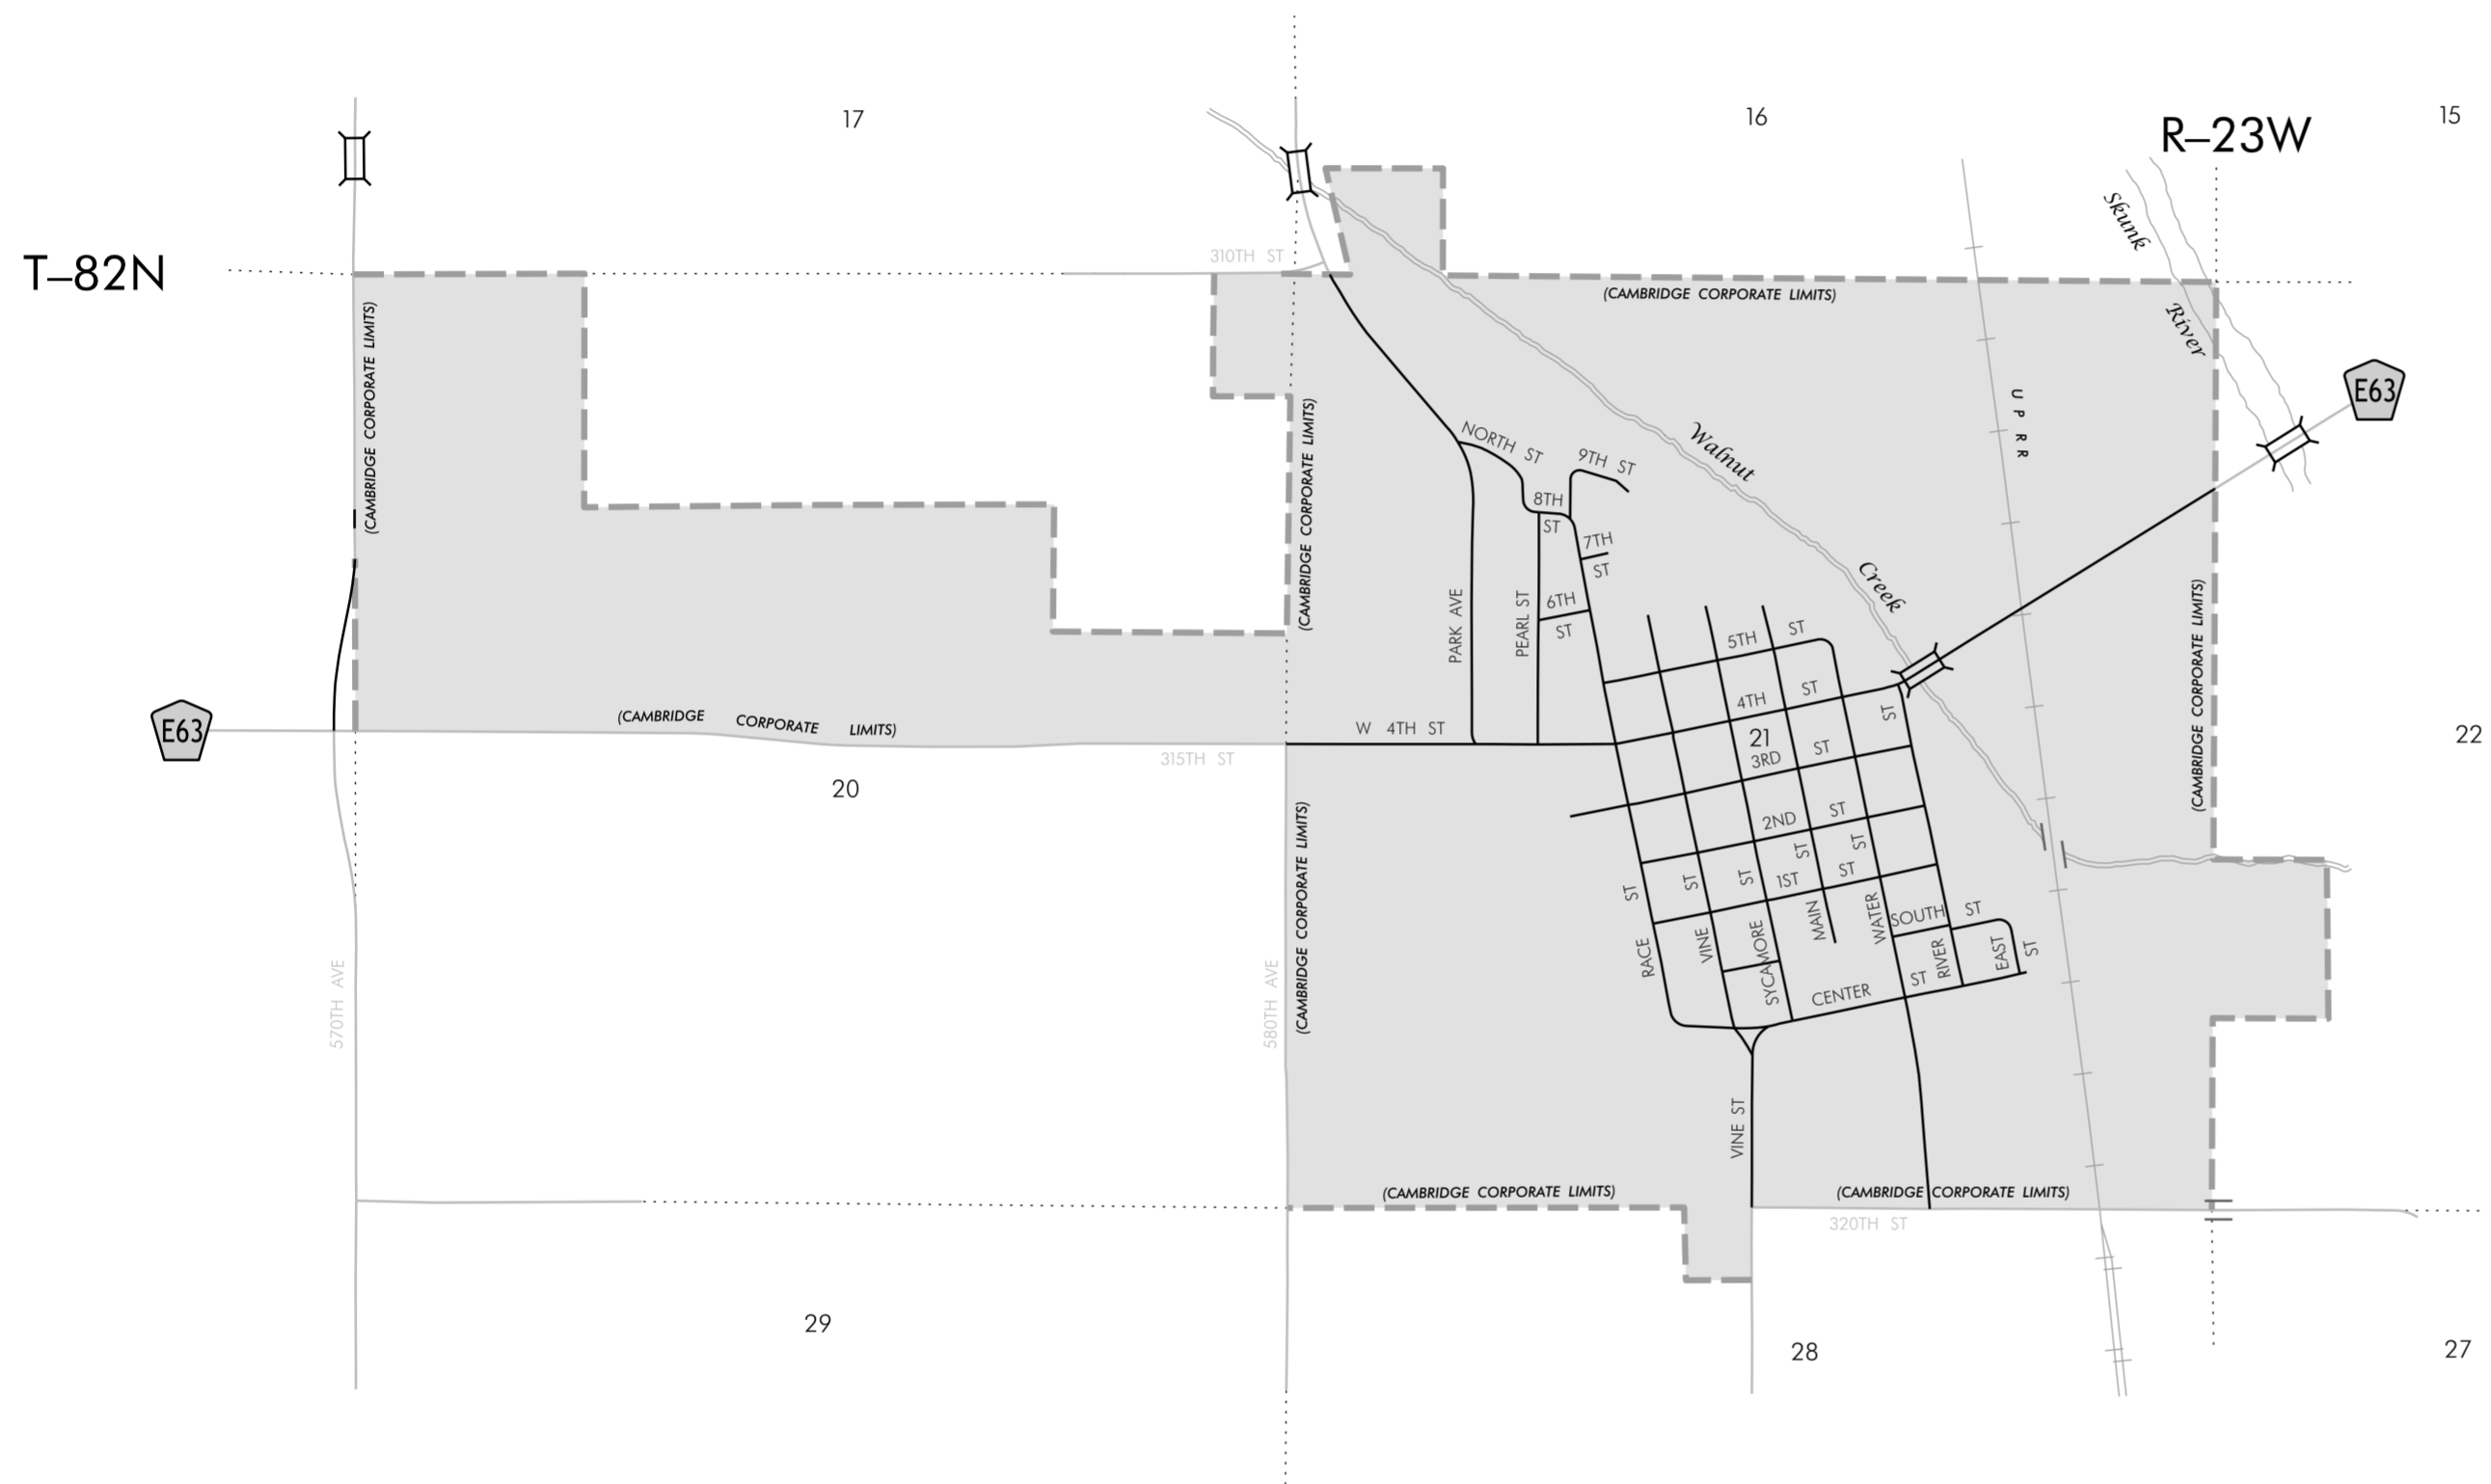 17
16
15
R–23W
Skunk
River
T–82N
310TH ST
(CAMBRIDGE CORPORATE LIMITS)
(CAMBRIDGE CORPORATE LIMITS)
(CAMBRIDGE CORPORATE LIMITS)
E63
U P R R
Walnut
Creek
NORTH ST
9TH ST
8TH
ST
7TH
ST
6TH
ST
PARK AVE
PEARL ST
5TH ST
4TH ST
ST
21
3RD ST
2ND ST
1ST ST
(CAMBRIDGE CORPORATE LIMITS)
E63
(CAMBRIDGE CORPORATE LIMITS)
W 4TH ST
315TH ST
22
20
(CAMBRIDGE CORPORATE LIMITS)
RACE ST
VINE ST
SYCAMORE ST
MAIN ST
WATER ST
SOUTH ST
RIVER
EAST ST
CENTER ST
570TH AVE
580TH AVE
VINE ST
(CAMBRIDGE CORPORATE LIMITS)
(CAMBRIDGE CORPORATE LIMITS)
320TH ST
29
28
27